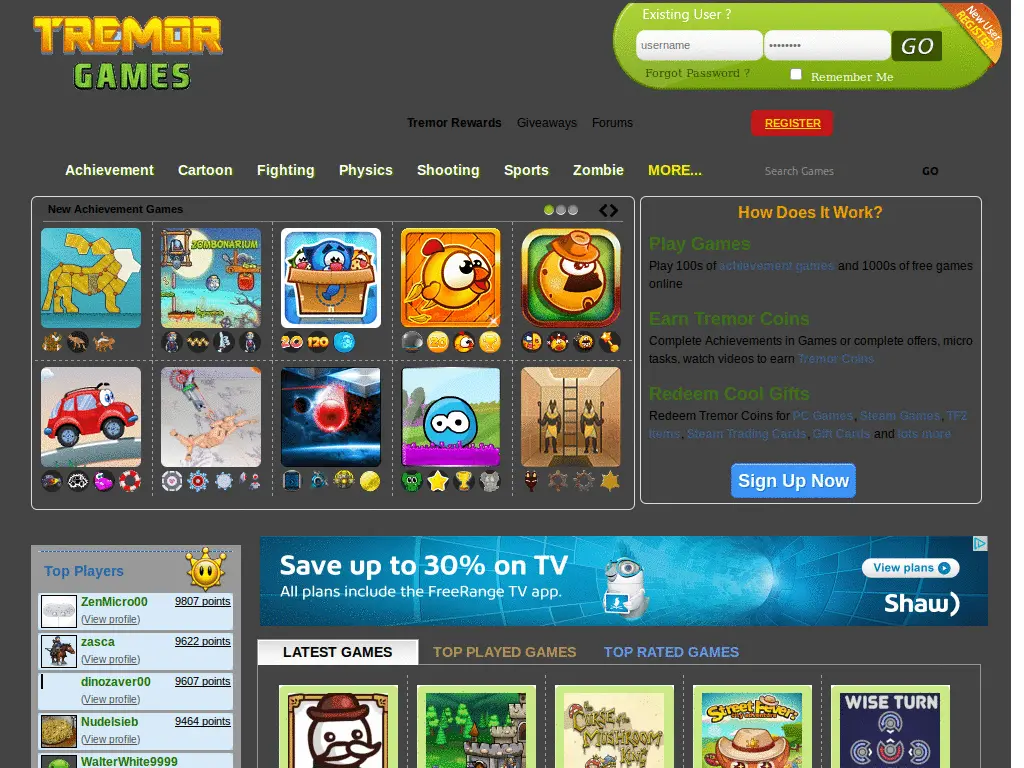 TREMOR
GAMES
Existing User ?
New User
REGISTER
username
GO
Forgot Password ?
Remember Me
Tremor Rewards
Giveaways
Forums
REGISTER
Achievement
Cartoon
Fighting
Physics
Shooting
Sports
Zombie
MORE...
Search Games
GO
New Achievement Games
ZOMBONARIUM
20
120
How Does It Work?
Play Games
Play 100s of achievement games and 1000s of free games
online
Earn Tremor Coins
Complete Achievements in Games or complete offers, micro
tasks, watch videos to earn Tremor Coins
Redeem Cool Gifts
Redeem Tremor Coins for PC Games, Steam Games, TF2
Items, Steam Trading Cards, Gift Cards and lots more
Sign Up Now
Top Players
ZenMicro00
9807 points
(View profile)
zasca
9622 points
(View profile)
dinozaver00
9607 points
(View profile)
Nudelsieb
9464 points
(View profile)
WalterWhite9999
Save up to 30% on TV
All plans include the FreeRange TV app.
View plans
Shaw)
LATEST GAMES
TOP PLAYED GAMES
TOP RATED GAMES
the CURSE of the
MUSHROOM
KING
Street Fever
WISE TURN